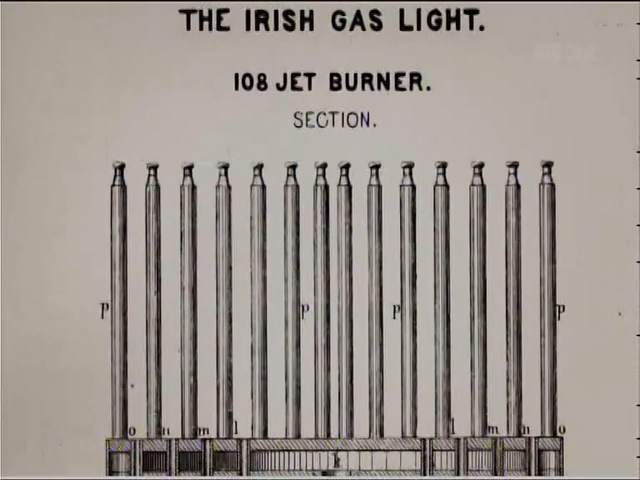 THE IRISH GAS LIGHT.
108 JET BURNER.
SECTION.
p p p p
o n m l l m n o
k